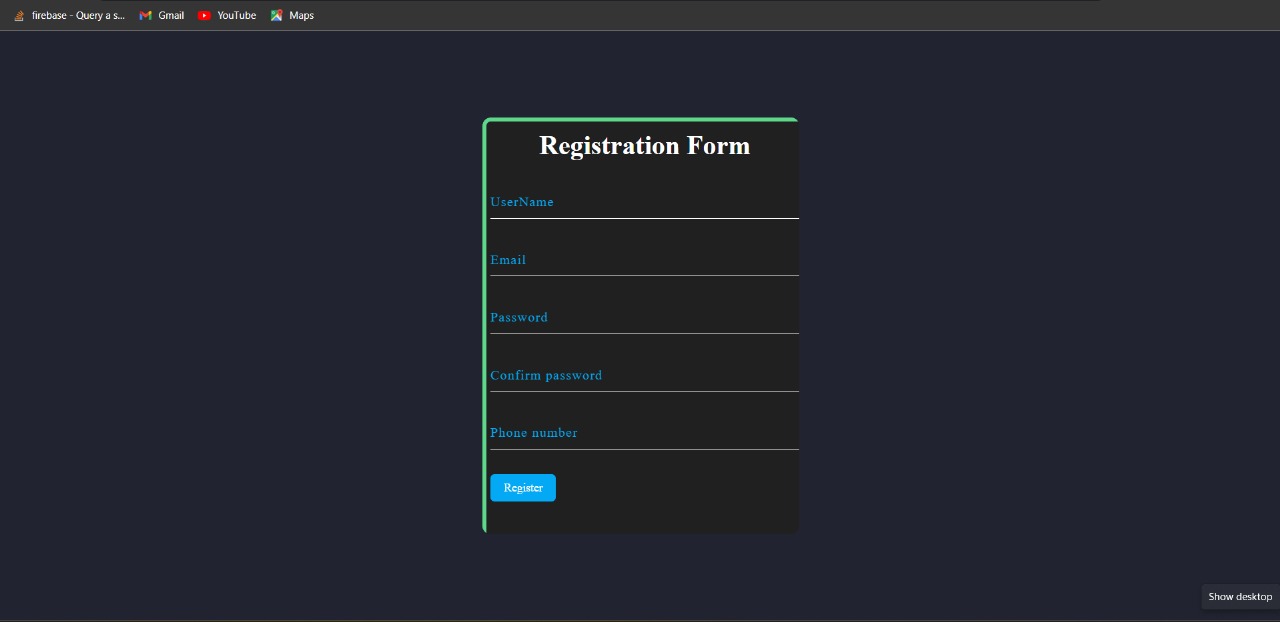 firebase - Query a s... Gmail YouTube Maps
Registration Form
UserName
Email
Password
Confirm password
Phone number
Register
Show desktop